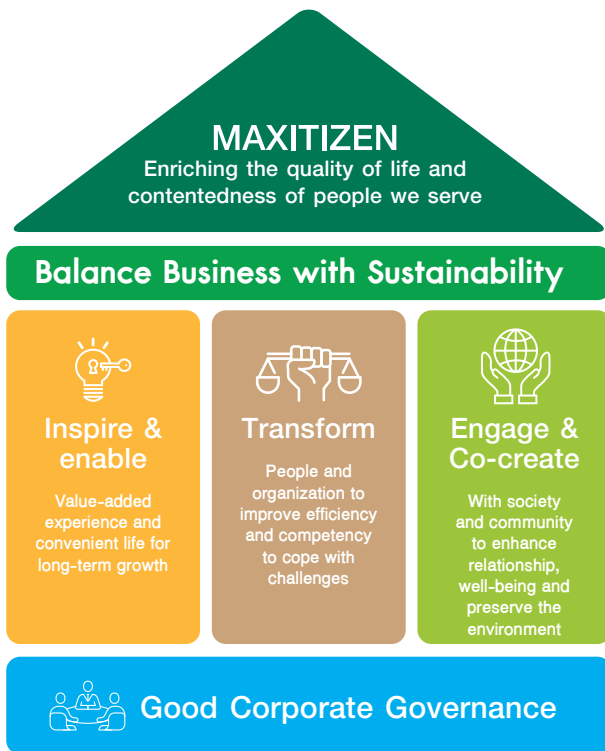 MAXITIZEN
Enriching the quality of life and
contentedness of people we serve
Balance Business with Sustainability
Inspire &
enable
Value-added
experience and
convenient life for
long-term growth
Transform
People and
organization to
improve efficiency
and competency
to cope with
challenges
Engage &
Co-create
With society
and community
to enhance
relationship,
well-being and
preserve the
environment
Good Corporate Governance